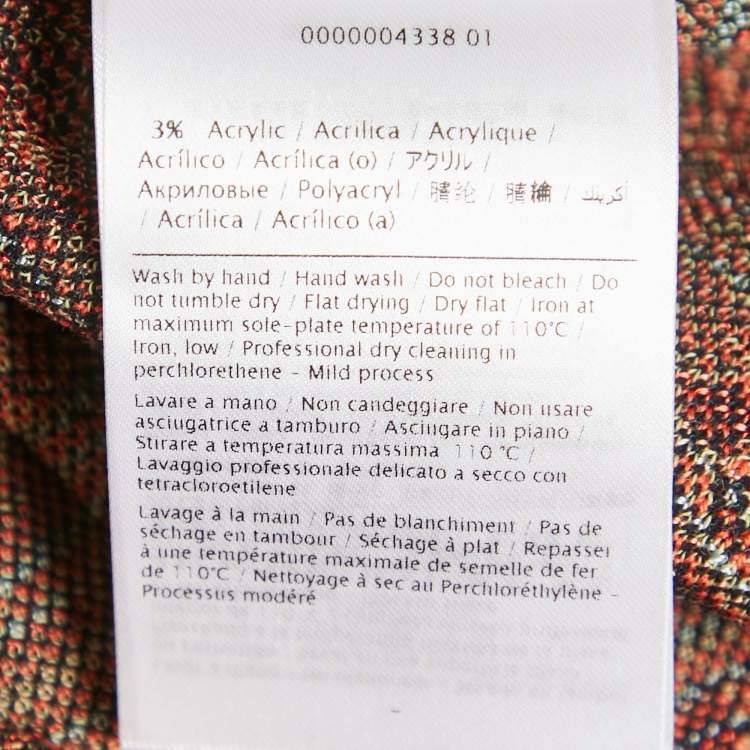 0000004338 01
3% Acrylic / Acrilica / Acrylique /
Acrílico / Acrílica (o) / アクリル /
Акриловые / Polyacryl / 腈纶 / 腈綸 / أكريلك
/ Acrílica / Acrílico (a)
Wash by hand / Hand wash / Do not bleach / Do
not tumble dry / Flat drying / Dry flat / Iron at
maximum sole-plate temperature of 110°C /
Iron, low / Professional dry cleaning in
perchlorethene - Mild process
Lavare a mano / Non candeggiare / Non usare
asciugatrice a tamburo / Asciugare in piano /
Stirare a temperatura massima 110 °C /
Lavaggio professionale delicato a secco con
tetracloroetilene
Lavage à la main / Pas de blanchiment / Pas de
séchage en tambour / Séchage à plat / Repasser
à une température maximale de semelle de fer
de 110°C / Nettoyage à sec au Perchloréthylène -
Processus modéré